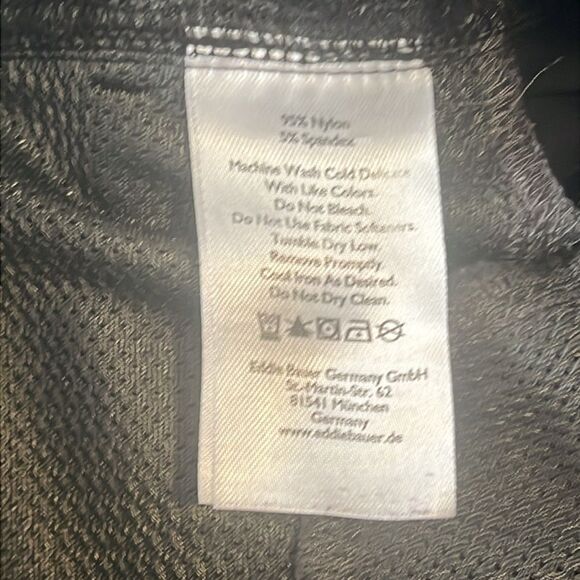 95% Nylon
5% Spandex
Machine Wash Cold Delicate
With Like Colors.
Do Not Bleach.
Do Not Use Fabric Softeners.
Tumble Dry Low.
Remove Promptly.
Cool Iron As Desired.
Do Not Dry Clean.
Eddie Bauer Germany GmbH
St.-Martin-Str. 62
81541 München
Germany
www.eddiebauer.de